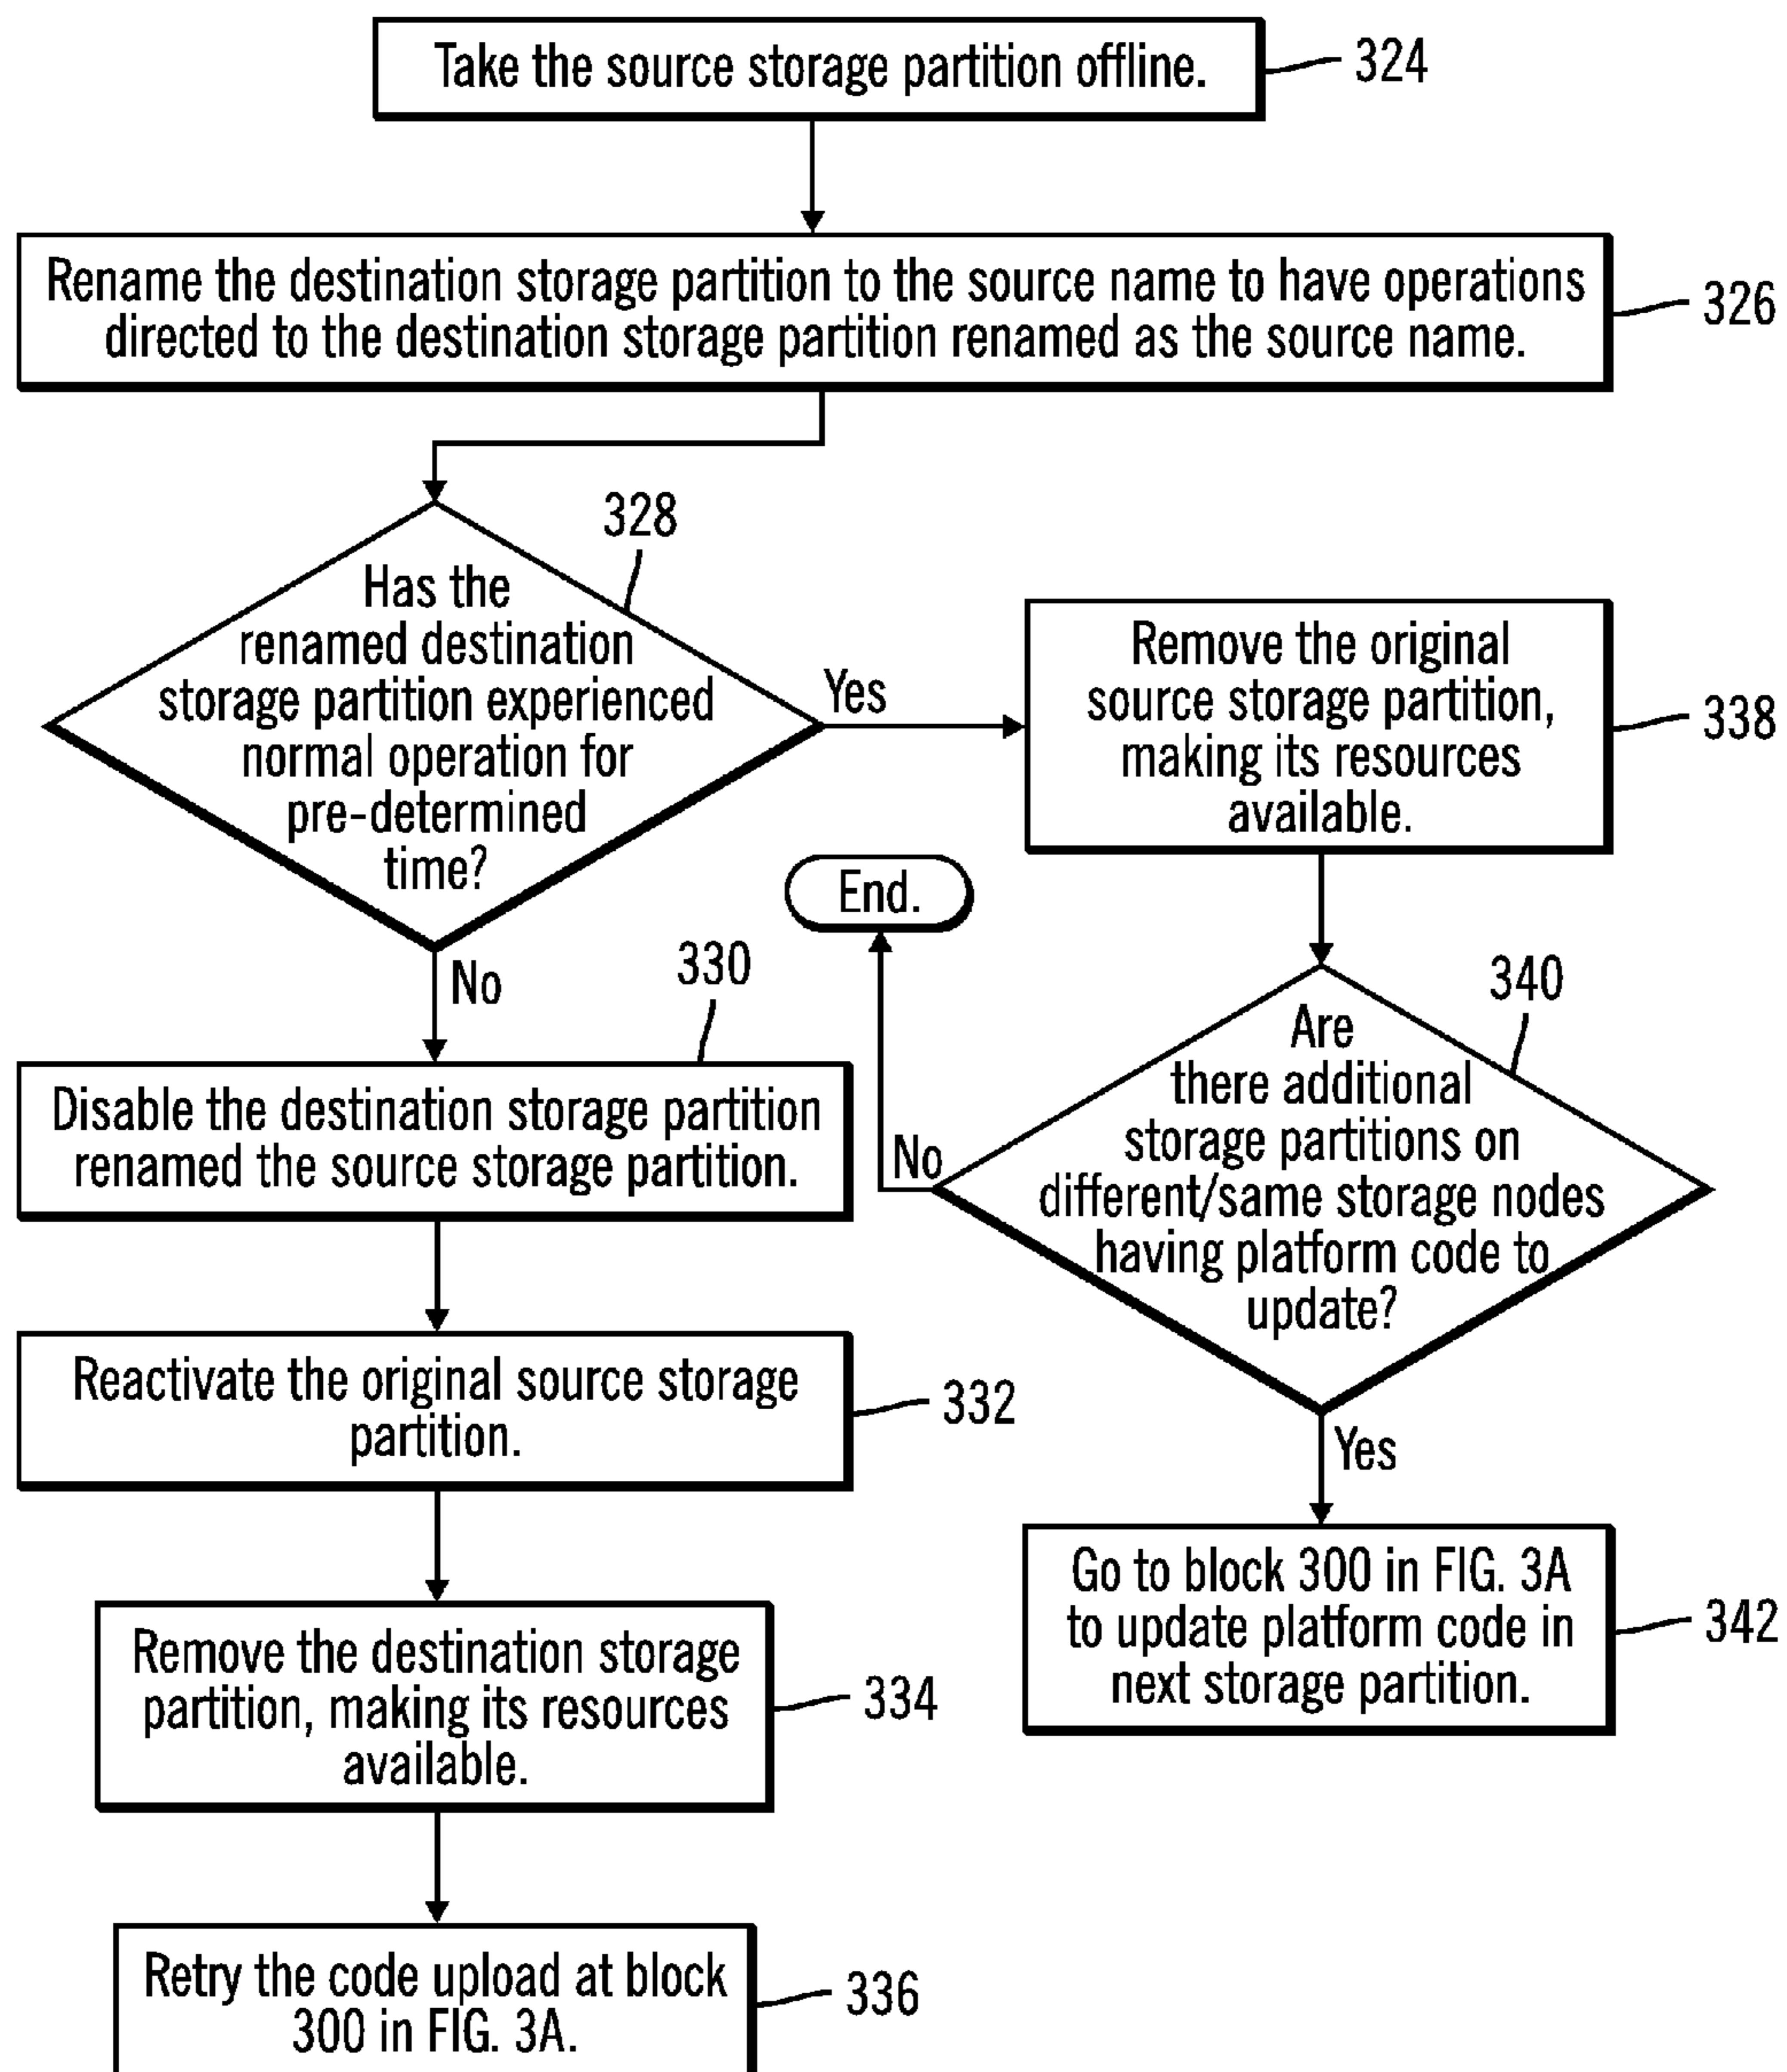 Take the source storage partition offline.
324
Rename the destination storage partition to the source name to have operations
directed to the destination storage partition renamed as the source name.
326
328
Has the
renamed destination
storage partition experienced
normal operation for
pre-determined
time?
Yes
No
Remove the original
source storage partition,
making its resources
available.
338
End.
330
Disable the destination storage partition
renamed the source storage partition.
340
Are
there additional
storage partitions on
different/same storage nodes
having platform code to
update?
No
Yes
Reactivate the original source storage
partition.
332
Go to block 300 in FIG. 3A
to update platform code in
next storage partition.
342
Remove the destination storage
partition, making its resources
available.
334
Retry the code upload at block
300 in FIG. 3A.
336